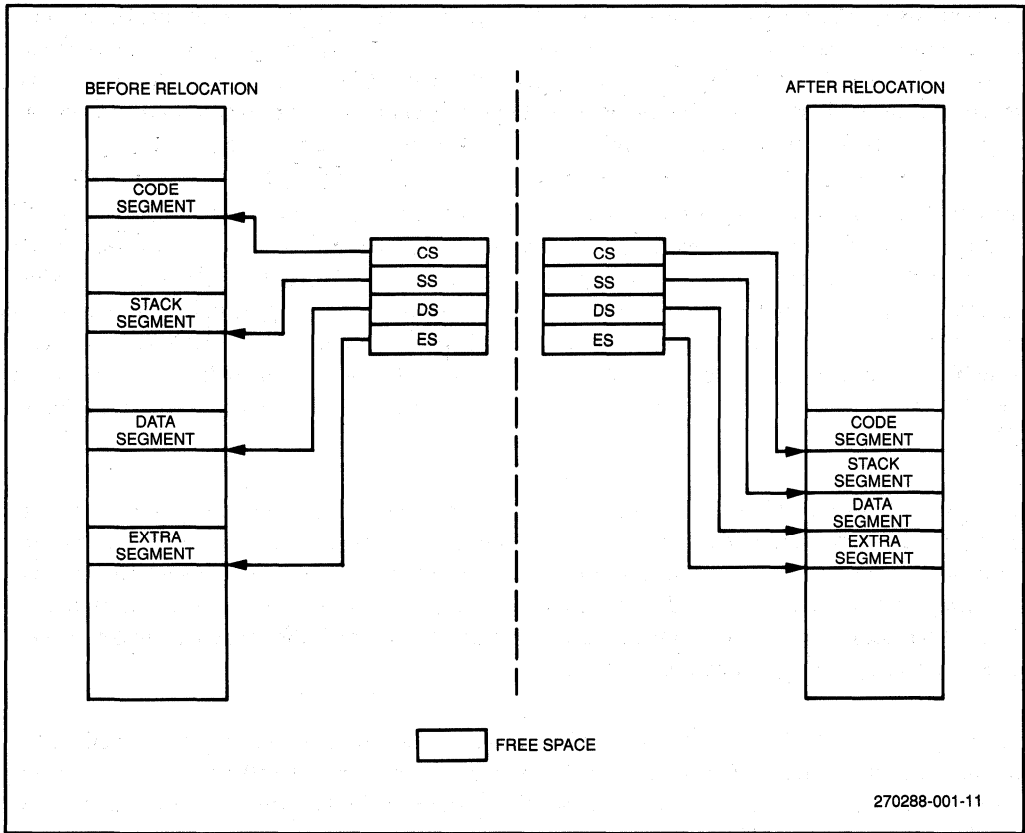 BEFORE RELOCATION
CODE
SEGMENT
STACK
SEGMENT
DATA
SEGMENT
EXTRA
SEGMENT
CS
SS
DS
ES
CS
SS
DS
ES
AFTER RELOCATION
CODE
SEGMENT
STACK
SEGMENT
DATA
SEGMENT
EXTRA
SEGMENT
FREE SPACE
270288-001-11